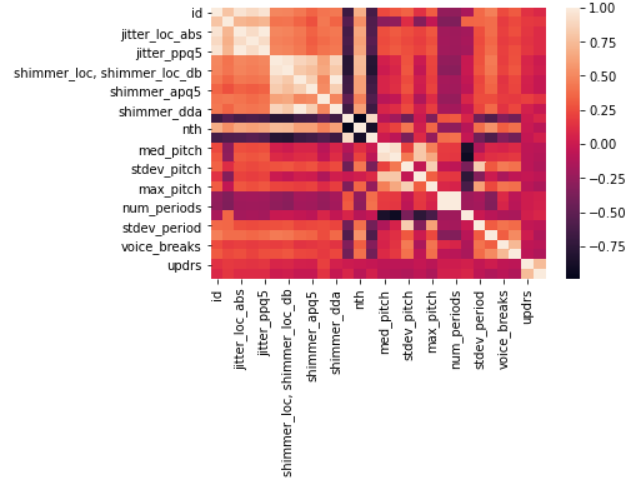 id
jitter_loc_abs
jitter_ppq5
shimmer_loc, shimmer_loc_db
shimmer_apq5
shimmer_dda
nth
med_pitch
stdev_pitch
max_pitch
num_periods
stdev_period
voice_breaks
updrs
id
jitter_loc_abs
jitter_ppq5
shimmer_loc, shimmer_loc_db
shimmer_apq5
shimmer_dda
nth
med_pitch
stdev_pitch
max_pitch
num_periods
stdev_period
voice_breaks
updrs
1.00
0.75
0.50
0.25
0.00
−0.25
−0.50
−0.75